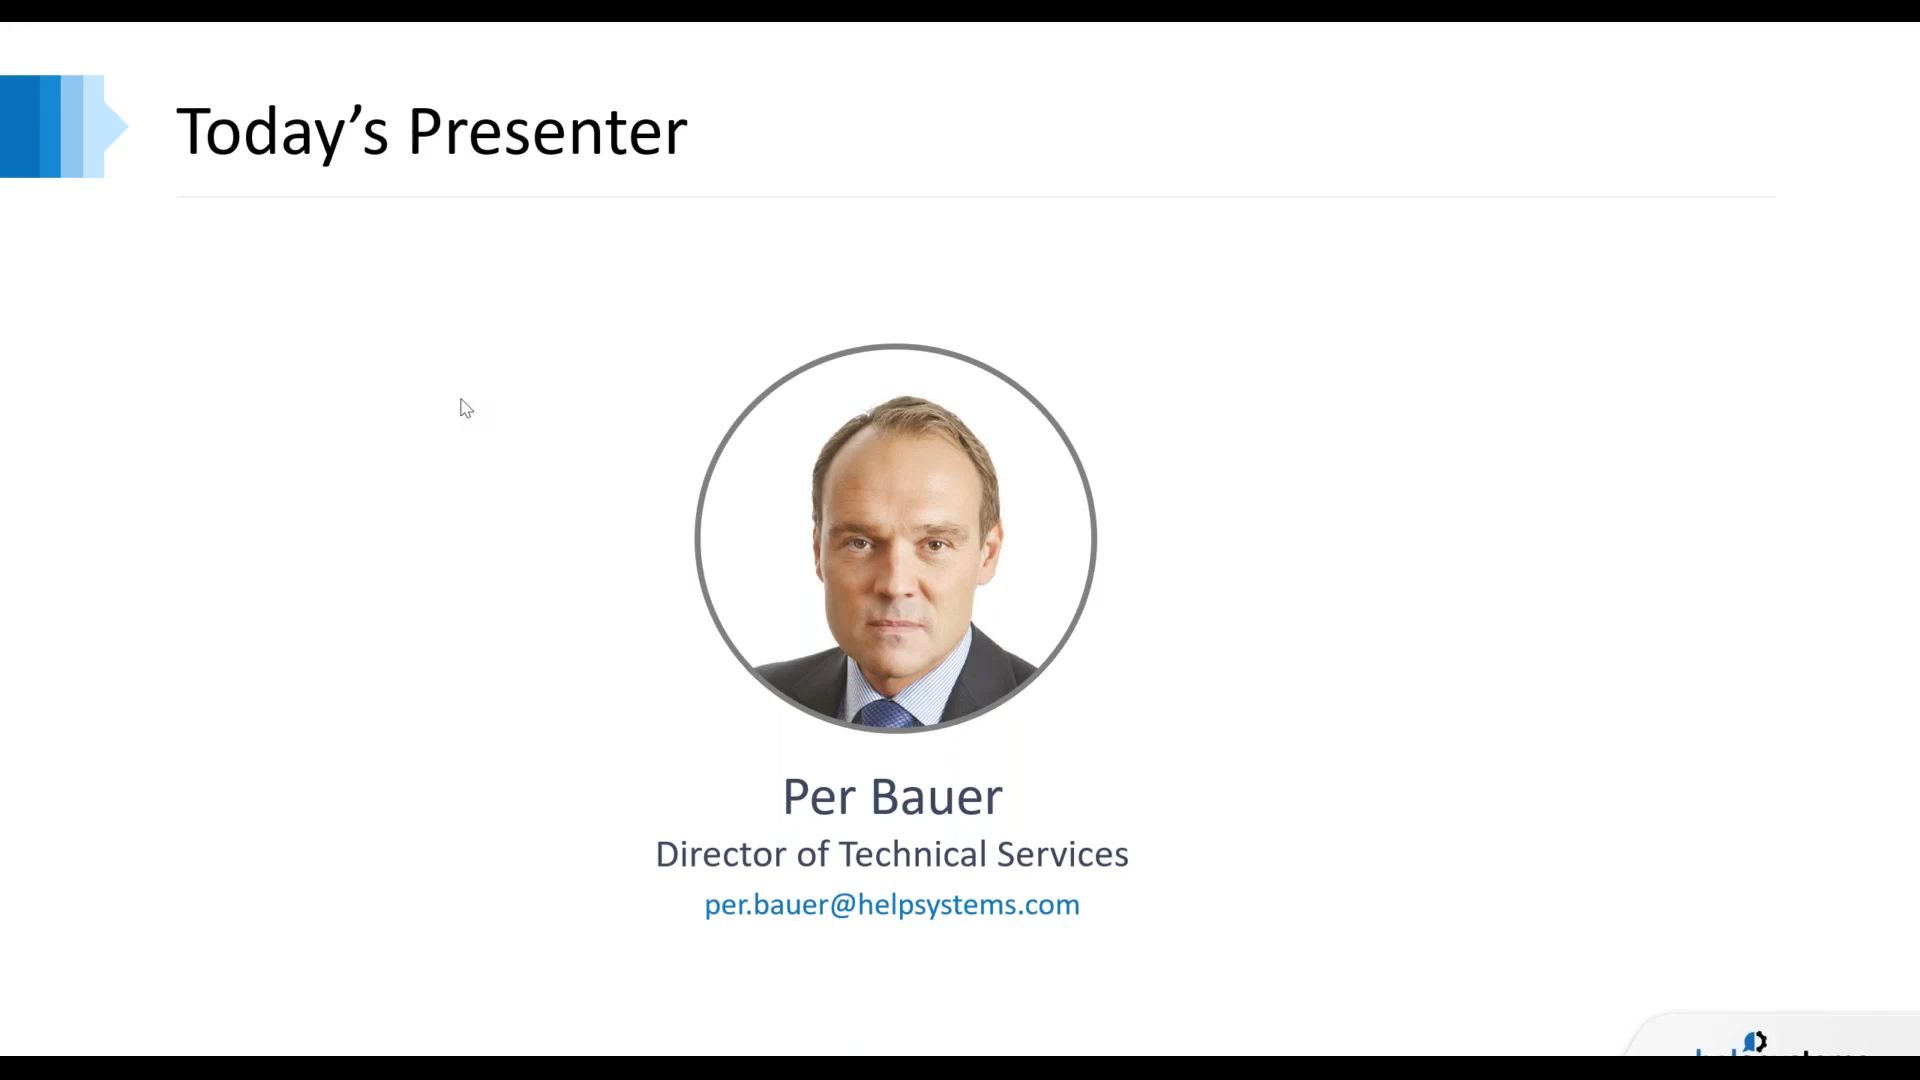 Today’s Presenter
Per Bauer
Director of Technical Services
per.bauer@helpsystems.com